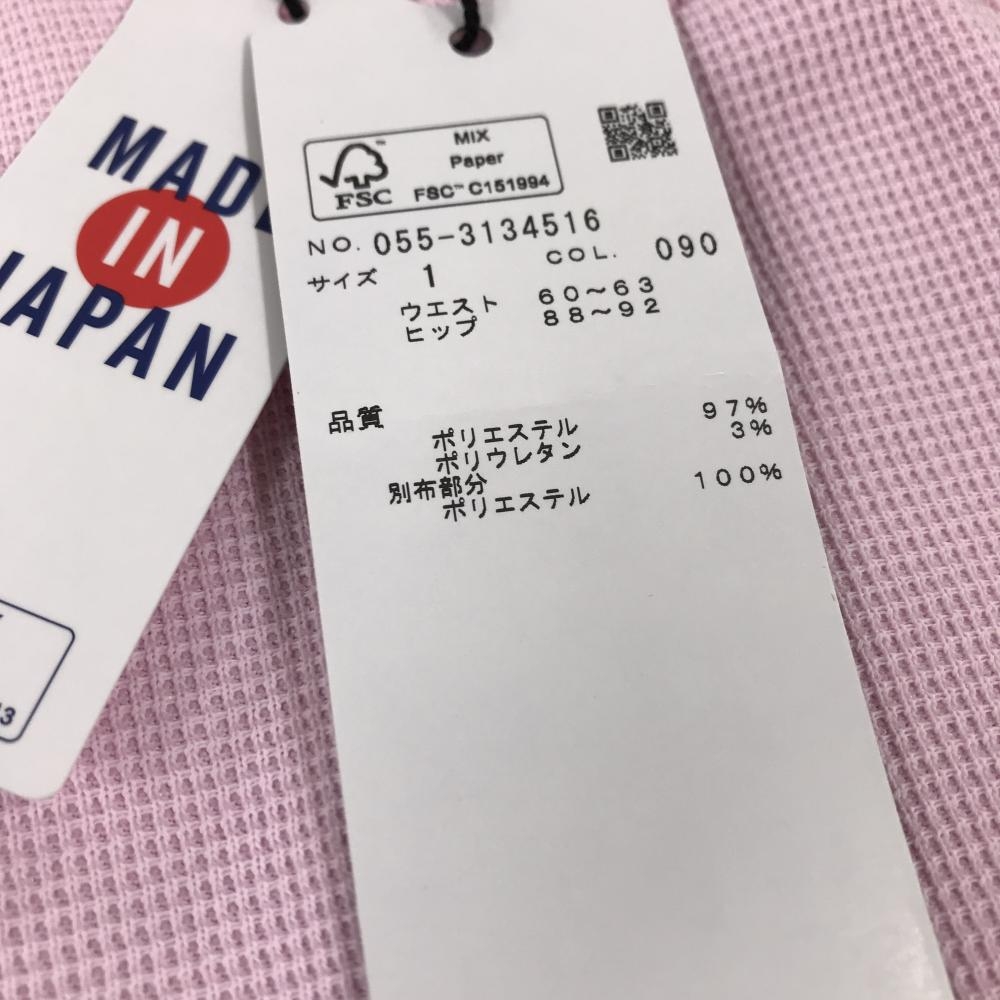 MADE
IN
JAPAN
13
FSC
MIX
Paper
FSC™ C151994
NO. 055-3134516
COL. 090
サイズ 1
ウエスト 60～63
ヒップ 88～92
品質
ポリエステル 97%
ポリウレタン 3%
別布部分
ポリエステル 100%